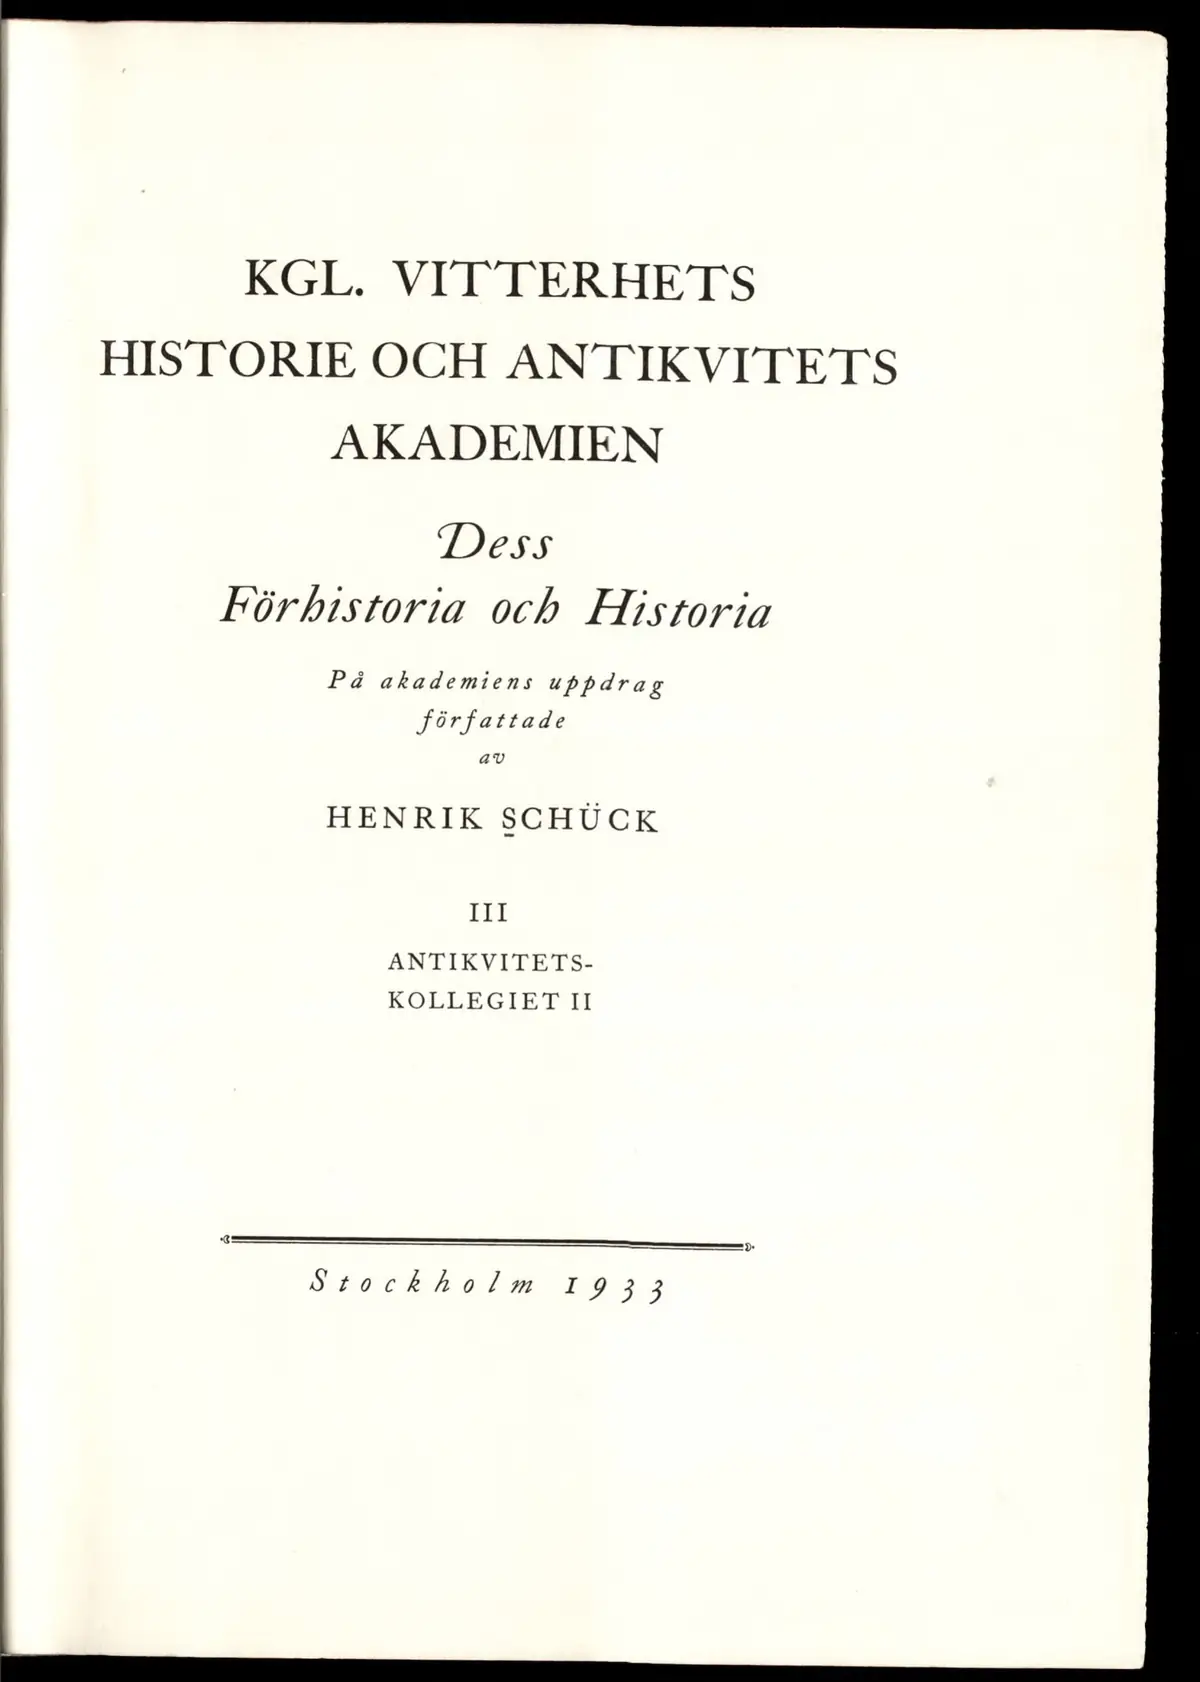 KGL. VITTERHETS
HISTORIE OCH ANTIKVITETS
AKADEMIEN
Dess
Förhistoria och Historia
På akademiens uppdrag
författade
av
HENRIK SCHÜCK
III
ANTIKVITETS-
KOLLEGIET II
Stockholm 1933